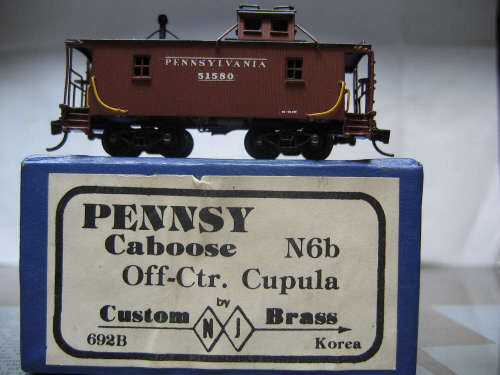 PENNSYLVANIA
51580
PENNSY
Caboose N6b
Off-Ctr. Cupula
by
Custom NJ Brass
692B Korea